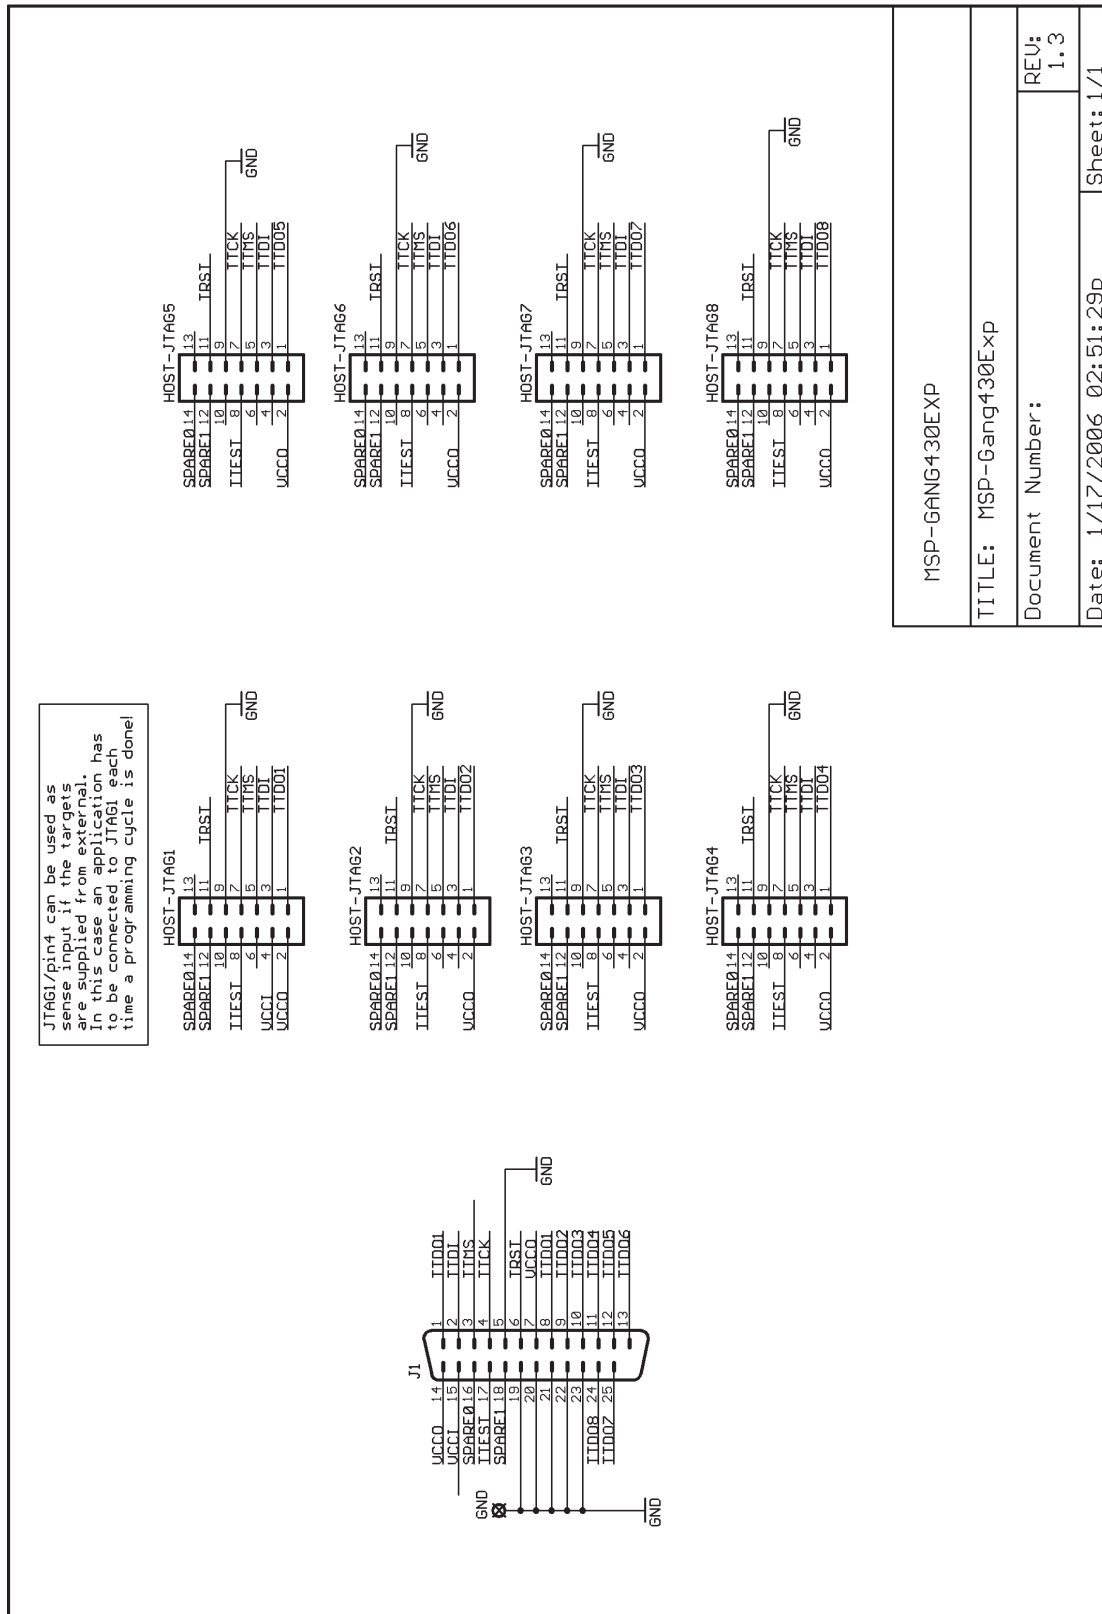 JTAG1/pin4 can be used as
sense input if the targets
are supplied from external.
In this case an application has
to be connected to JTAG1 each
time a programming cycle is done!
J1
VCCO 14
VCCI 15
SPARE0 16
TTEST 17
SPARE1 18
19
20
21
22
23
TTDO8 24
TTDO7 25
1 TTDO1
2 TTDI
3 TTMS
4 TTCK
5
6 TRST
7 VCCO
8 TTDO1
9 TTDO2
10 TTDO3
11 TTDO4
12 TTDO5
13 TTDO6
GND
GND
GND
HOST-JTAG1
SPARE0 14 13
SPARE1 12 11 TRST
10 9
TTEST 8 7 TTCK
6 5 TTMS
VCCI 4 3 TTDI
VCCO 2 1 TTDO1
GND
HOST-JTAG2
SPARE0 14 13
SPARE1 12 11 TRST
10 9
TTEST 8 7 TTCK
6 5 TTMS
4 3 TTDI
VCCO 2 1 TTDO2
GND
HOST-JTAG3
SPARE0 14 13
SPARE1 12 11 TRST
10 9
TTEST 8 7 TTCK
6 5 TTMS
4 3 TTDI
VCCO 2 1 TTDO3
GND
HOST-JTAG4
SPARE0 14 13
SPARE1 12 11 TRST
10 9
TTEST 8 7 TTCK
6 5 TTMS
4 3 TTDI
VCCO 2 1 TTDO4
GND
HOST-JTAG5
SPARE0 14 13
SPARE1 12 11 TRST
10 9
TTEST 8 7 TTCK
6 5 TTMS
4 3 TTDI
VCCO 2 1 TTDO5
GND
HOST-JTAG6
SPARE0 14 13
SPARE1 12 11 TRST
10 9
TTEST 8 7 TTCK
6 5 TTMS
4 3 TTDI
VCCO 2 1 TTDO6
GND
HOST-JTAG7
SPARE0 14 13
SPARE1 12 11 TRST
10 9
TTEST 8 7 TTCK
6 5 TTMS
4 3 TTDI
VCCO 2 1 TTDO7
GND
HOST-JTAG8
SPARE0 14 13
SPARE1 12 11 TRST
10 9
TTEST 8 7 TTCK
6 5 TTMS
4 3 TTDI
VCCO 2 1 TTDO8
GND
MSP-GANG430EXP
TITLE: MSP-Gang430Exp
Document Number:
REV:
1.3
Date: 1/17/2006 02:51:29p
Sheet: 1/1